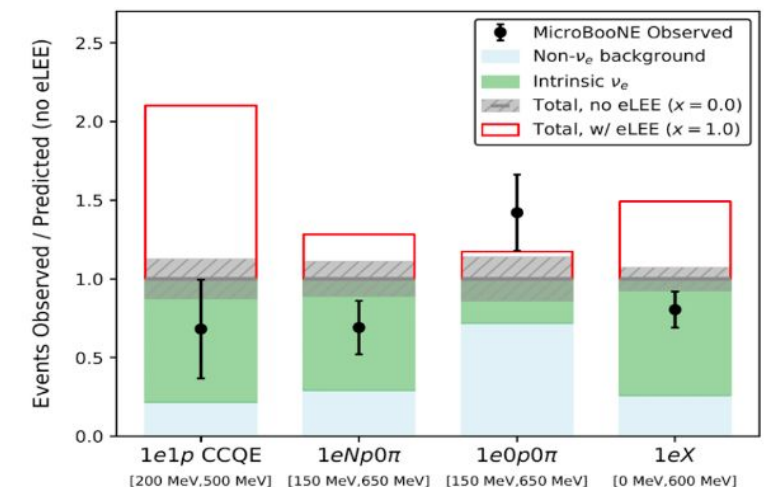 Events Observed / Predicted (no eLEE)
2.5
2.0
1.5
1.0
0.5
0.0
MicroBooNE Observed
Non-νe background
Intrinsic νe
Total, no eLEE (x = 0.0)
Total, w/ eLEE (x = 1.0)
1e1p CCQE 1eNp0π 1e0p0π 1eX
[200 MeV,500 MeV] [150 MeV,650 MeV] [150 MeV,650 MeV] [0 MeV,600 MeV]